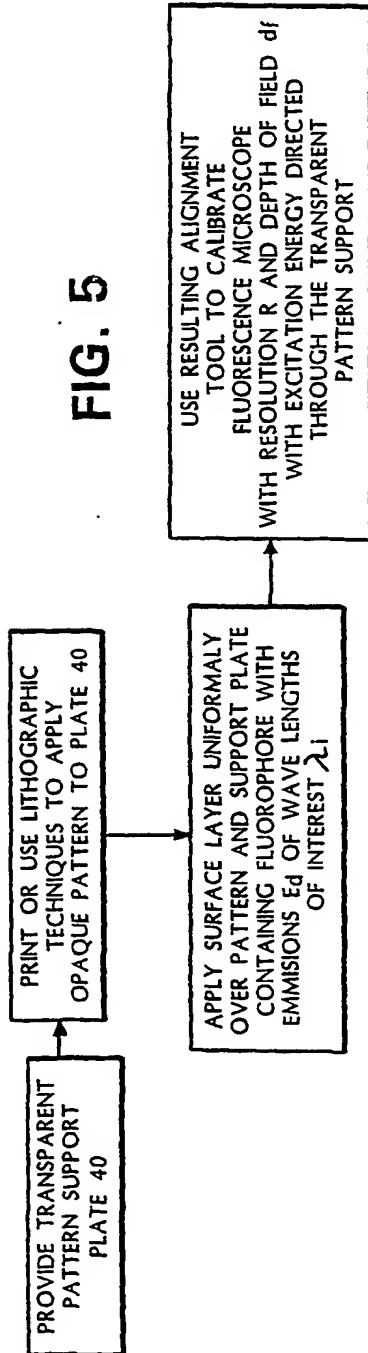 FIG. 5
PROVIDE TRANSPARENT
PATTERN SUPPORT
PLATE 40
PRINT OR USE LITHOGRAPHIC
TECHNIQUES TO APPLY
OPAQUE PATTERN TO PLATE 40
APPLY SURFACE LAYER UNIFORMALY
OVER PATTERN AND SUPPORT PLATE
CONTAINING FLUOROPHORE WITH
EMMISIONS Ed OF WAVE LENGTHS
OF INTEREST λi
USE RESULTING ALIGNMENT
TOOL TO CALIBRATE
FLUORESCENCE MICROSCOPE
WITH RESOLUTION R AND DEPTH OF FIELD df
WITH EXCITATION ENERGY DIRECTED
THROUGH THE TRANSPARENT
PATTERN SUPPORT